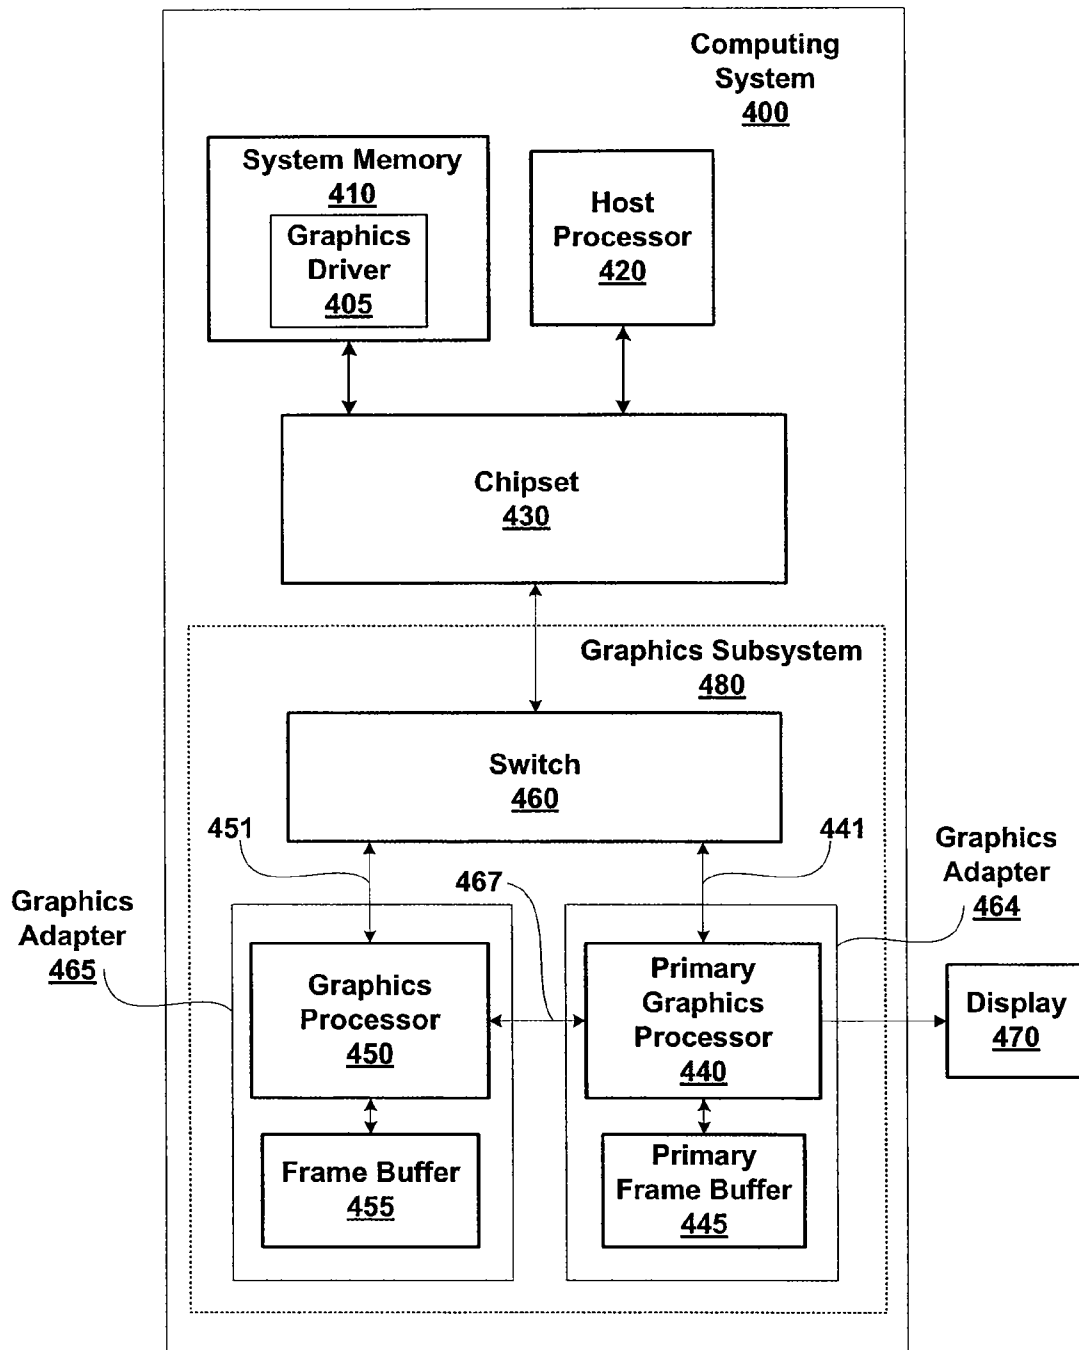 Computing
System
400
System Memory
410
Graphics
Driver
405
Host
Processor
420
Chipset
430
Graphics Subsystem
480
Switch
460
451
467
441
Graphics
Adapter
464
Graphics
Adapter
465
Graphics
Processor
450
Primary
Graphics
Processor
440
Display
470
Frame Buffer
455
Primary
Frame Buffer
445